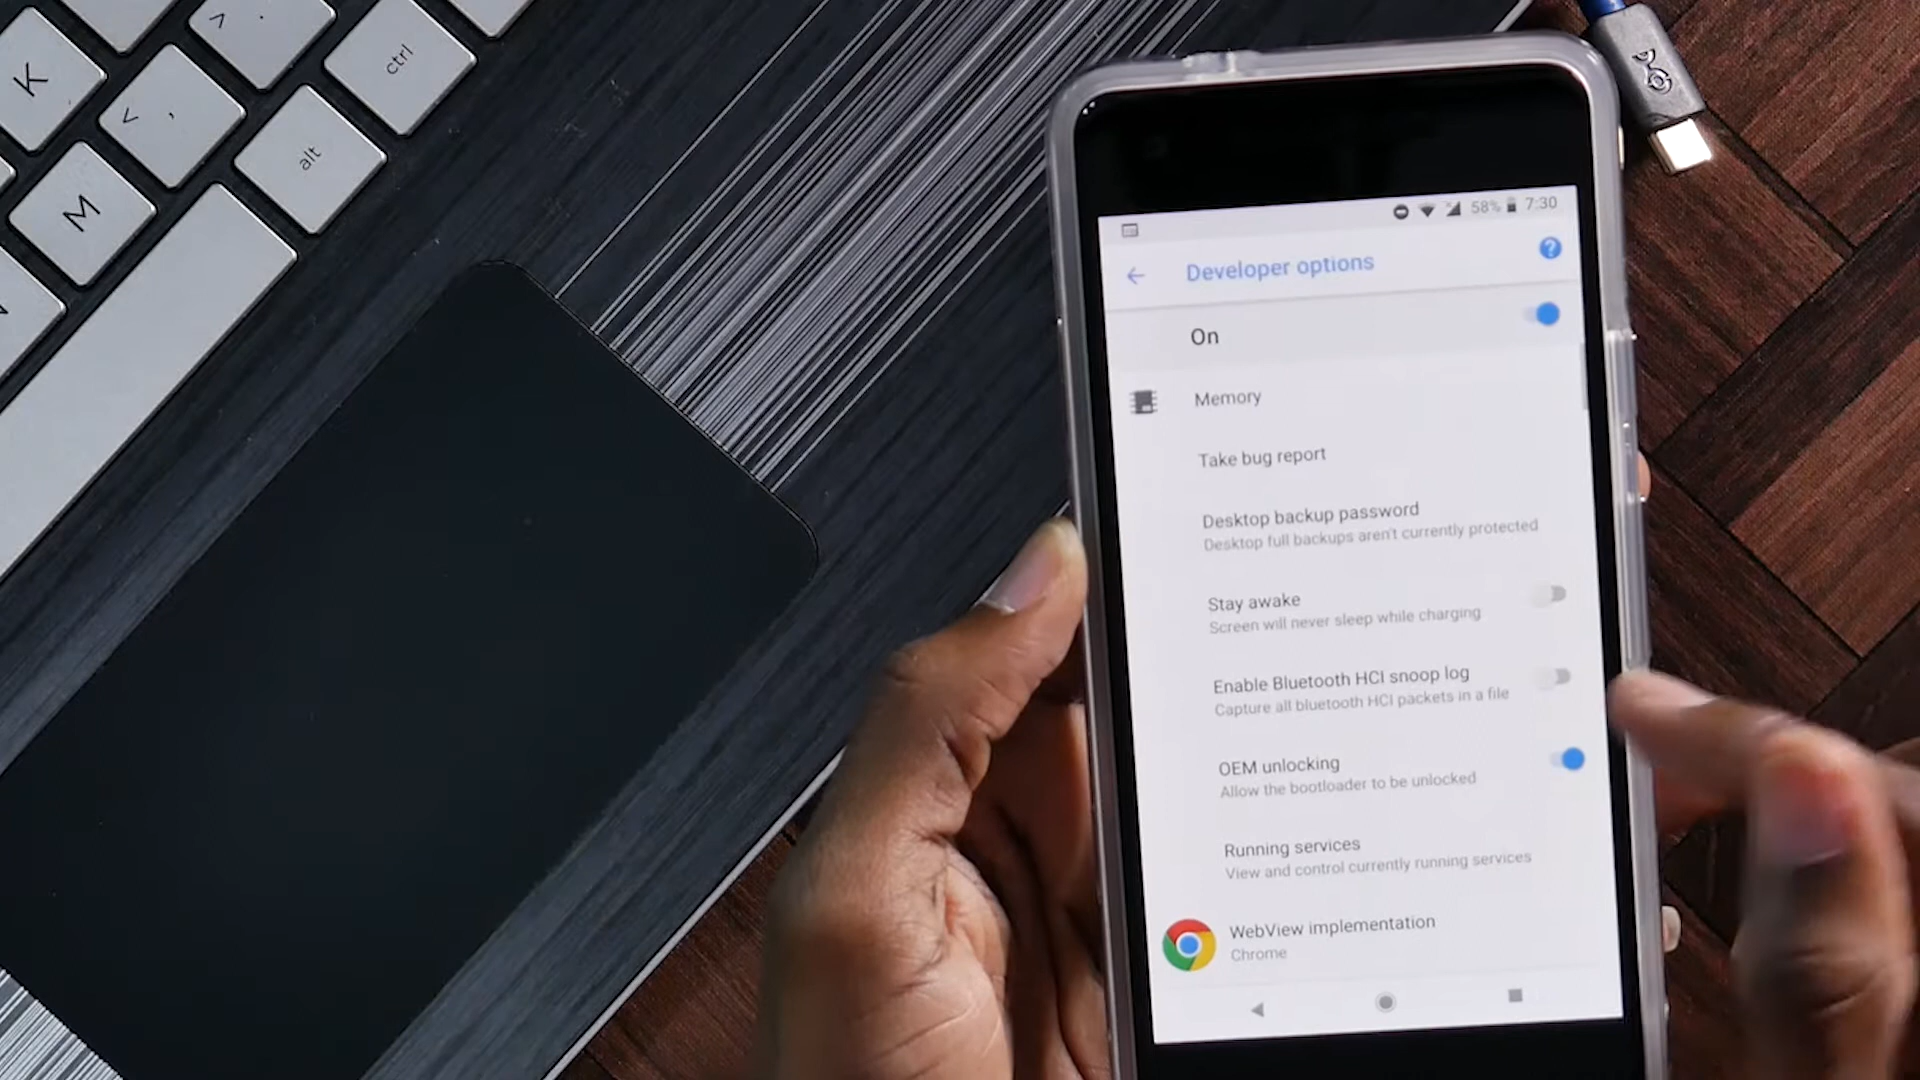 K
< ,
> .
ctrl
alt
M
58% 7:30
Developer options
?
On
Memory
Take bug report
Desktop backup password
Desktop full backups aren't currently protected
Stay awake
Screen will never sleep while charging
Enable Bluetooth HCI snoop log
Capture all bluetooth HCI packets in a file
OEM unlocking
Allow the bootloader to be unlocked
Running services
View and control currently running services
WebView implementation
Chrome